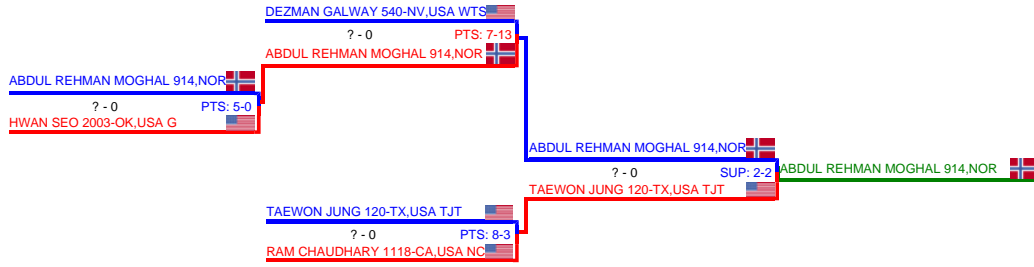 DEZMAN GALWAY 540-NV,USA WTS
? - 0 PTS: 7-13
ABDUL REHMAN MOGHAL 914,NOR
ABDUL REHMAN MOGHAL 914,NOR
? - 0 PTS: 5-0
HWAN SEO 2003-OK,USA G
ABDUL REHMAN MOGHAL 914,NOR
? - 0 SUP: 2-2
TAEWON JUNG 120-TX,USA TJT
ABDUL REHMAN MOGHAL 914,NOR
TAEWON JUNG 120-TX,USA TJT
? - 0 PTS: 8-3
RAM CHAUDHARY 1118-CA,USA NC